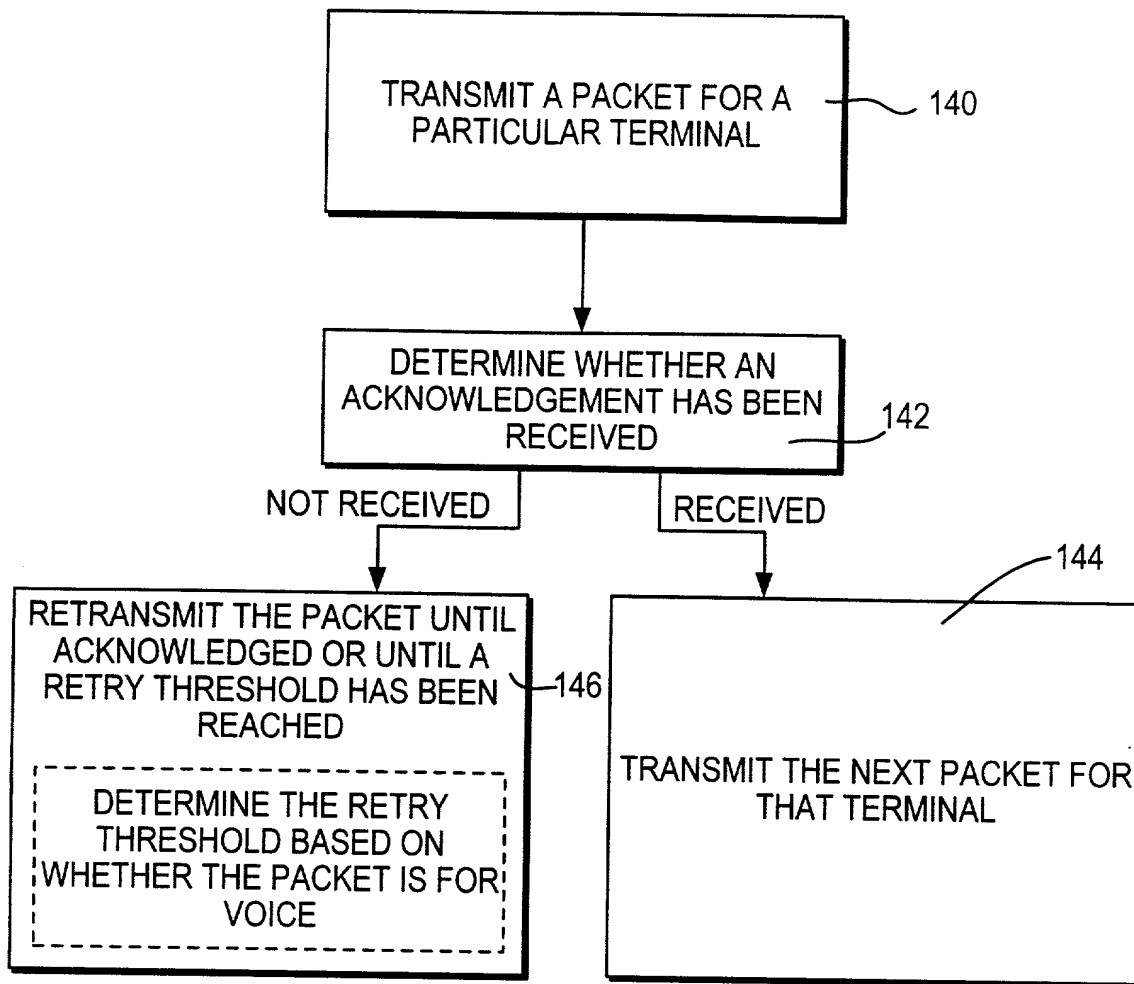 TRANSMIT A PACKET FOR A
PARTICULAR TERMINAL
140
DETERMINE WHETHER AN
ACKNOWLEDGEMENT HAS BEEN
RECEIVED
142
NOT RECEIVED
RECEIVED
144
RETRANSMIT THE PACKET UNTIL
ACKNOWLEDGED OR UNTIL A
RETRY THRESHOLD HAS BEEN
REACHED
146
DETERMINE THE RETRY
THRESHOLD BASED ON
WHETHER THE PACKET IS FOR
VOICE
TRANSMIT THE NEXT PACKET FOR
THAT TERMINAL